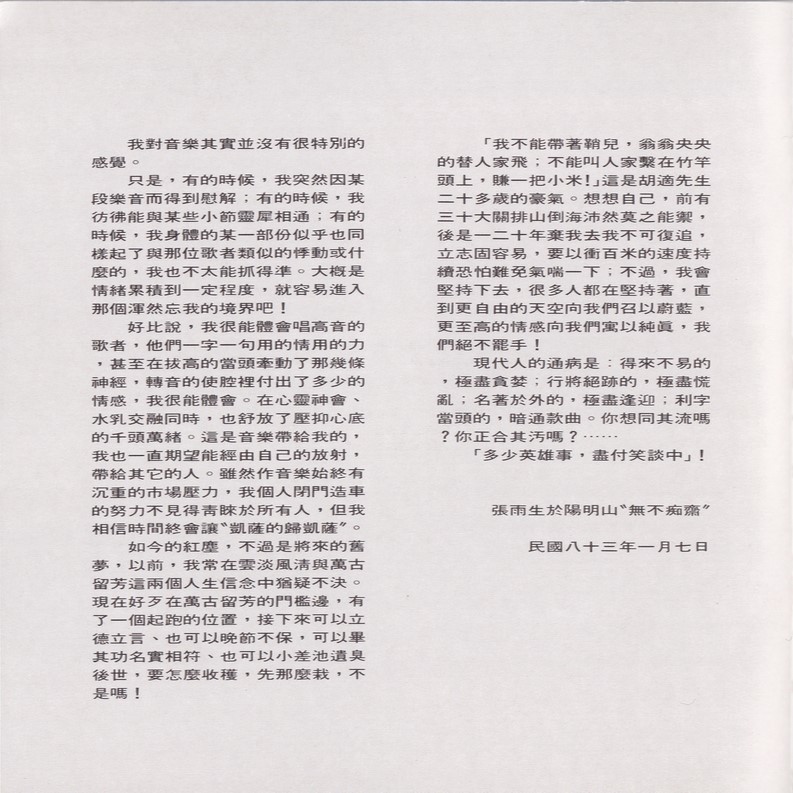 我對音樂其實並沒有很特別的
感覺。
只是，有的時候，我突然因某
段樂音而得到慰解；有的時候，我
彷彿能與某些小節靈犀相通；有的
時候，我身體的某一部份似乎也同
樣起了與那位歌者類似的悸動或什
麼的，我也不太能抓得準。大概是
情緒累積到一定程度，就容易進入
那個渾然忘我的境界吧！
好比說，我很能體會唱高音的
歌者，他們一字一句用的情用的力
，甚至在拔高的當頭牽動了那幾條
神經，轉音的使腔裡付出了多少的
情感，我很能體會。在心靈神會、
水乳交融同時，也舒放了壓抑心底
的千頭萬緒。這是音樂帶給我的，
我也一直期望能經由自己的放射，
帶給其它的人。雖然作音樂始終有
沉重的市場壓力，我個人閉門造車
的努力不見得靑睞於所有人，但我
相信時間終會讓〝凱薩的歸凱薩〞。
如今的紅塵，不過是將來的舊
夢，以前，我常在雲淡風淸與萬古
留芳這兩個人生信念中猶疑不決。
現在好歹在萬古留芳的門檻邊，有
了一個起跑的位置，接下來可以立
德立言、也可以晚節不保，可以畢
其功名實相符、也可以小差池遺臭
後世，要怎麼收穫，先那麼栽，不
是嗎！
「我不能帶著鞘兒，翁翁央央
的替人家飛；不能叫人家繫在竹竿
頭上，賺一把小米！」這是胡適先生
二十多歲的豪氣。想想自己，前有
三十大關排山倒海沛然莫之能禦，
後是一二十年棄我去我不可復追，
立志固容易，要以衝百米的速度持
續恐怕難免氣喘一下；不過，我會
堅持下去，很多人都在堅持著，直
到更自由的天空向我們召以蔚藍，
更至高的情感向我們寓以純眞，我
們絕不罷手！
現代人的通病是：得來不易的
，極盡貪婪；行將絕跡的，極盡慌
亂；名著於外的，極盡逢迎；利字
當頭的，暗通款曲。你想同其流嗎
？你正合其汚嗎？……
「多少英雄事，盡付笑談中」！
張雨生於陽明山〝無不痴齋〞
民國八十三年一月七日